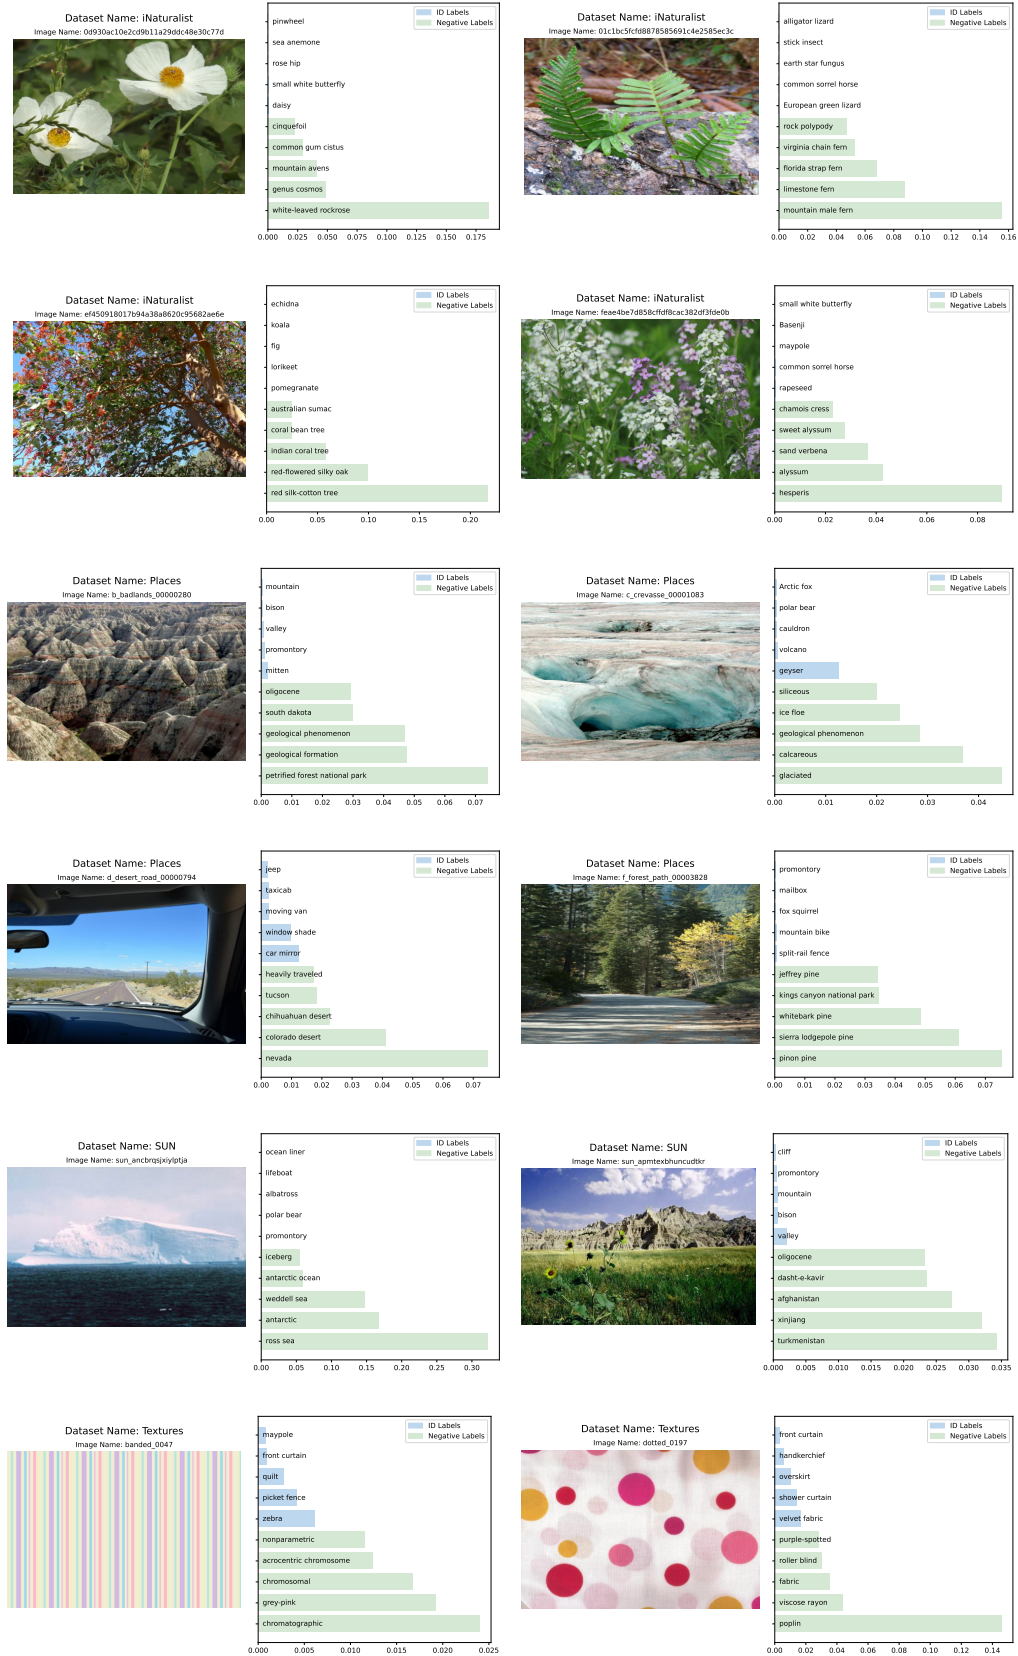 Dataset Name: iNaturalist
Image Name: 0d930ac10e2cd9b11a29ddc48e30c77d
ID Labels
Negative Labels
pinwheel
sea anemone
rose hip
small white butterfly
daisy
cinquefoil
common gum cistus
mountain avens
genus cosmos
white-leaved rockrose
0.000 0.025 0.050 0.075 0.100 0.125 0.150 0.175
Dataset Name: iNaturalist
Image Name: 01c1bc5fcfd8878585691c4e2585ec3c
ID Labels
Negative Labels
alligator lizard
stick insect
earth star fungus
common sorrel horse
European green lizard
rock polypody
virginia chain fern
florida strap fern
limestone fern
mountain male fern
0.00 0.02 0.04 0.06 0.08 0.10 0.12 0.14 0.16
Dataset Name: iNaturalist
Image Name: ef450918017b94a38a8620c95682ae6e
ID Labels
Negative Labels
echidna
koala
fig
lorikeet
pomegranate
australian sumac
coral bean tree
indian coral tree
red-flowered silky oak
red silk-cotton tree
0.00 0.05 0.10 0.15 0.20
Dataset Name: iNaturalist
Image Name: feae4be7d858cffdf8cac382df3fde0b
ID Labels
Negative Labels
small white butterfly
Basenji
maypole
common sorrel horse
rapeseed
chamois cress
sweet alyssum
sand verbena
alyssum
hesperis
0.00 0.02 0.04 0.06 0.08
Dataset Name: Places
Image Name: b_badlands_00000280
ID Labels
Negative Labels
mountain
bison
valley
promontory
mitten
oligocene
south dakota
geological phenomenon
geological formation
petrified forest national park
0.00 0.01 0.02 0.03 0.04 0.05 0.06 0.07
Dataset Name: Places
Image Name: c_crevasse_00001083
ID Labels
Negative Labels
Arctic fox
polar bear
cauldron
volcano
geyser
siliceous
ice floe
geological phenomenon
calcareous
glaciated
0.00 0.01 0.02 0.03 0.04
Dataset Name: Places
Image Name: d_desert_road_00000794
ID Labels
Negative Labels
jeep
taxicab
moving van
window shade
car mirror
heavily traveled
tucson
chihuahuan desert
colorado desert
nevada
0.00 0.01 0.02 0.03 0.04 0.05 0.06 0.07
Dataset Name: Places
Image Name: f_forest_path_00003828
ID Labels
Negative Labels
promontory
mailbox
fox squirrel
mountain bike
split-rail fence
jeffrey pine
kings canyon national park
whitebark pine
sierra lodgepole pine
pinon pine
0.00 0.01 0.02 0.03 0.04 0.05 0.06 0.07
Dataset Name: SUN
Image Name: sun_ancbrqsjxiylptja
ID Labels
Negative Labels
ocean liner
lifeboat
albatross
polar bear
promontory
iceberg
antarctic ocean
weddell sea
antarctic
ross sea
0.00 0.05 0.10 0.15 0.20 0.25 0.30
Dataset Name: SUN
Image Name: sun_apmtexbhuncudtkr
ID Labels
Negative Labels
cliff
promontory
mountain
bison
valley
oligocene
dasht-e-kavir
afghanistan
xinjiang
turkmenistan
0.000 0.005 0.010 0.015 0.020 0.025 0.030 0.035
Dataset Name: Textures
Image Name: banded_0047
ID Labels
Negative Labels
maypole
front curtain
quilt
picket fence
zebra
nonparametric
acrocentric chromosome
chromosomal
grey-pink
chromatographic
0.000 0.005 0.010 0.015 0.020 0.025
Dataset Name: Textures
Image Name: dotted_0197
ID Labels
Negative Labels
front curtain
handkerchief
overskirt
shower curtain
velvet fabric
purple-spotted
roller blind
fabric
viscose rayon
poplin
0.00 0.02 0.04 0.06 0.08 0.10 0.12 0.14